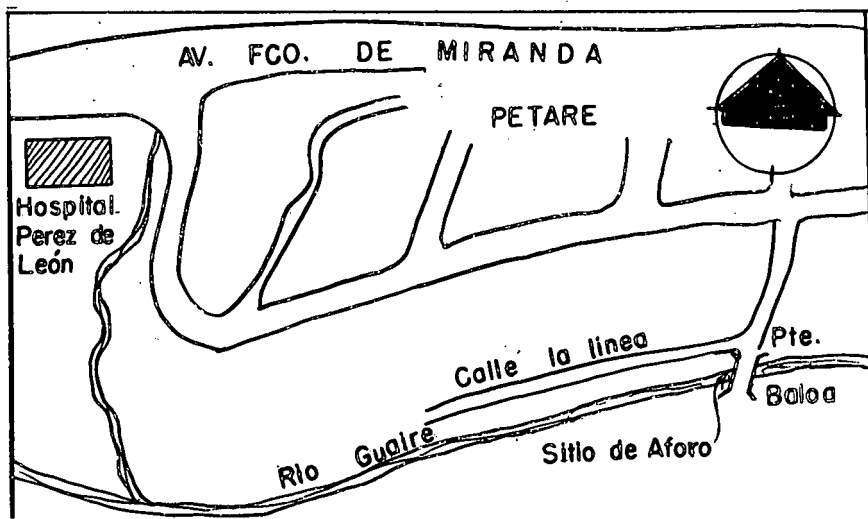 AV. FCO. DE MIRANDA
PETARE
Hospital
Perez de
León
Calle la linea
Pte.
Baloa
Rio Guaire
Sitio de Aforo